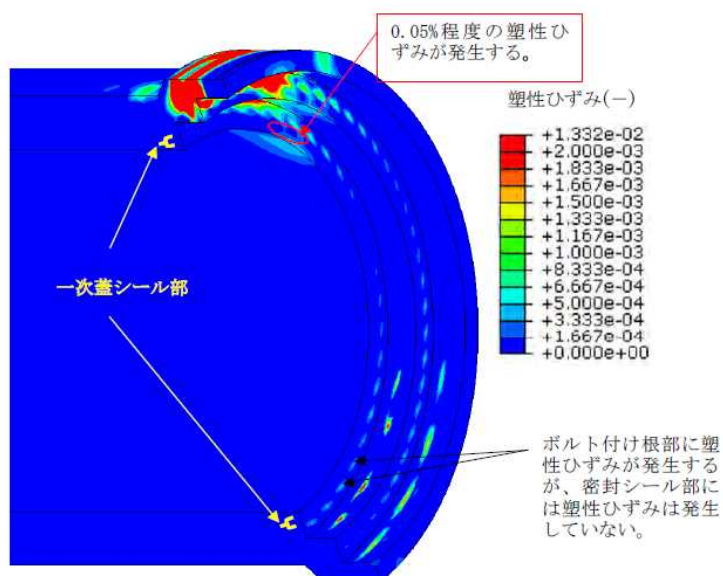 0.05%程度の塑性ひ
ずみが発生する。
塑性ひずみ(−)
+1.332e-02
+2.000e-03
+1.833e-03
+1.667e-03
+1.500e-03
+1.333e-03
+1.167e-03
+1.000e-03
+8.333e-04
+6.667e-04
+5.000e-04
+3.333e-04
+1.667e-04
+0.000e+00
一次蓋シール部
ボルト付け根部に塑
性ひずみが発生する
が、密封シール部に
は塑性ひずみは発生
していない。